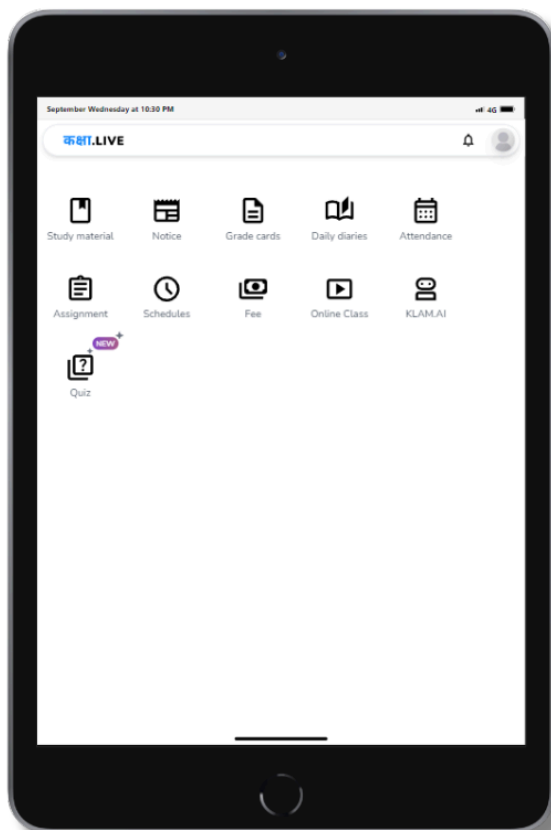 September Wednesday at 10:30 PM 4G
कक्षा.LIVE
Study material Notice Grade cards Daily diaries Attendance
Assignment Schedules Fee Online Class KLAM.AI
NEW
?
Quiz